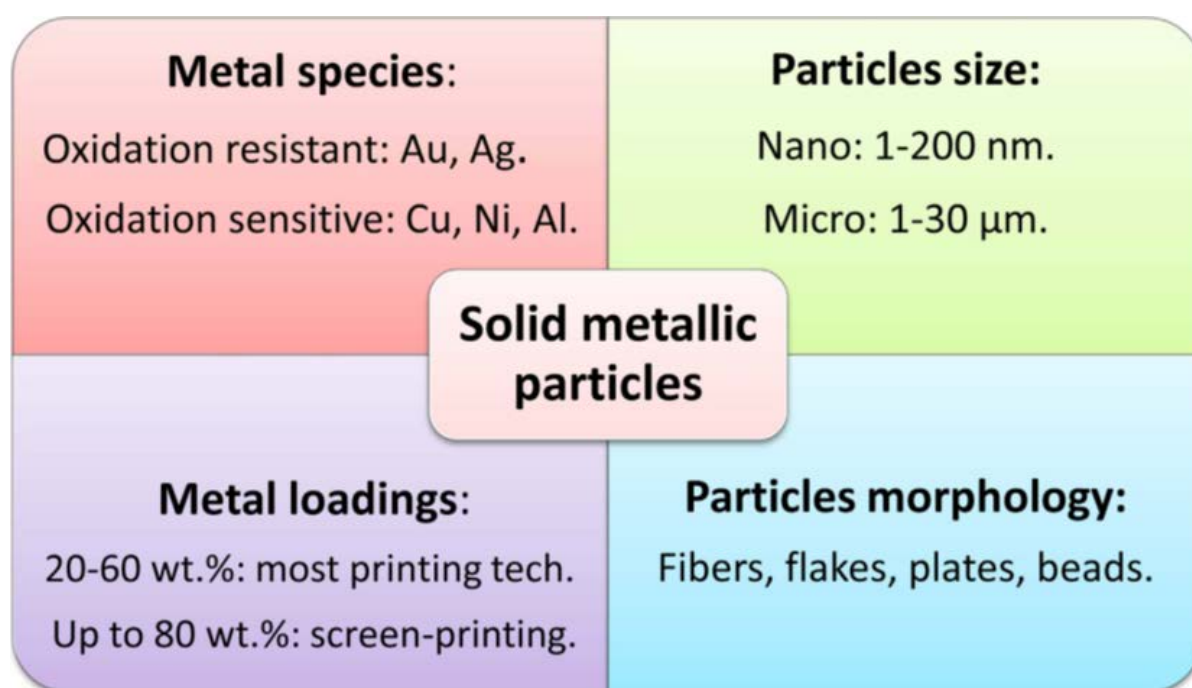 Metal species:
Oxidation resistant: Au, Ag.
Oxidation sensitive: Cu, Ni, Al.
Particles size:
Nano: 1-200 nm.
Micro: 1-30 µm.
Solid metallic
particles
Metal loadings:
20-60 wt.%: most printing tech.
Up to 80 wt.%: screen-printing.
Particles morphology:
Fibers, flakes, plates, beads.